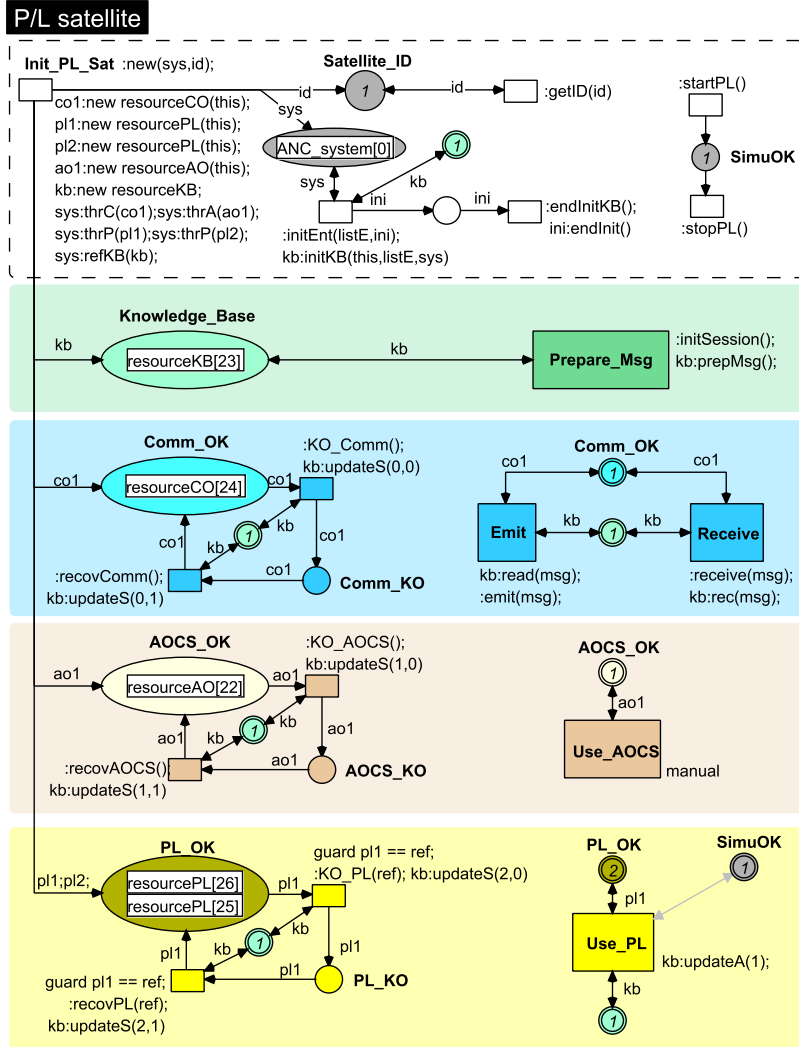 P/L satellite
Init_PL_Sat :new(sys,id);
Satellite_ID
id
1
id
:getID(id)
:startPL()
sys
co1:new resourceCO(this);
pl1:new resourcePL(this);
pl2:new resourcePL(this);
ao1:new resourceAO(this);
kb:new resourceKB;
sys:thrC(co1);sys:thrA(ao1);
sys:thrP(pl1);sys:thrP(pl2);
sys:refKB(kb);
ANC_system[0]
1
sys
kb
ini
ini
:initEnt(listE,ini);
kb:initKB(this,listE,sys)
:endInitKB();
ini:endInit()
1
SimuOK
:stopPL()
Knowledge_Base
kb
resourceKB[23]
kb
Prepare_Msg
:initSession();
kb:prepMsg();
Comm_OK
:KO_Comm();
kb:updateS(0,0)
co1
resourceCO[24]
co1
co1
kb
1
kb
co1
:recovComm();
kb:updateS(0,1)
co1
Comm_KO
Comm_OK
co1
1
co1
Emit
kb
1
kb
Receive
kb:read(msg);
:emit(msg);
:receive(msg);
kb:rec(msg);
AOCS_OK
:KO_AOCS();
kb:updateS(1,0)
ao1
resourceAO[22]
ao1
ao1
kb
1
kb
ao1
:recovAOCS()
kb:updateS(1,1)
ao1
AOCS_KO
AOCS_OK
1
ao1
Use_AOCS
manual
PL_OK
guard pl1 == ref;
:KO_PL(ref); kb:updateS(2,0)
pl1;pl2;
resourcePL[26]
resourcePL[25]
pl1
pl1
kb
1
kb
pl1
guard pl1 == ref;
:recovPL(ref);
kb:updateS(2,1)
pl1
PL_KO
PL_OK
2
SimuOK
1
pl1
Use_PL
kb:updateA(1);
kb
1